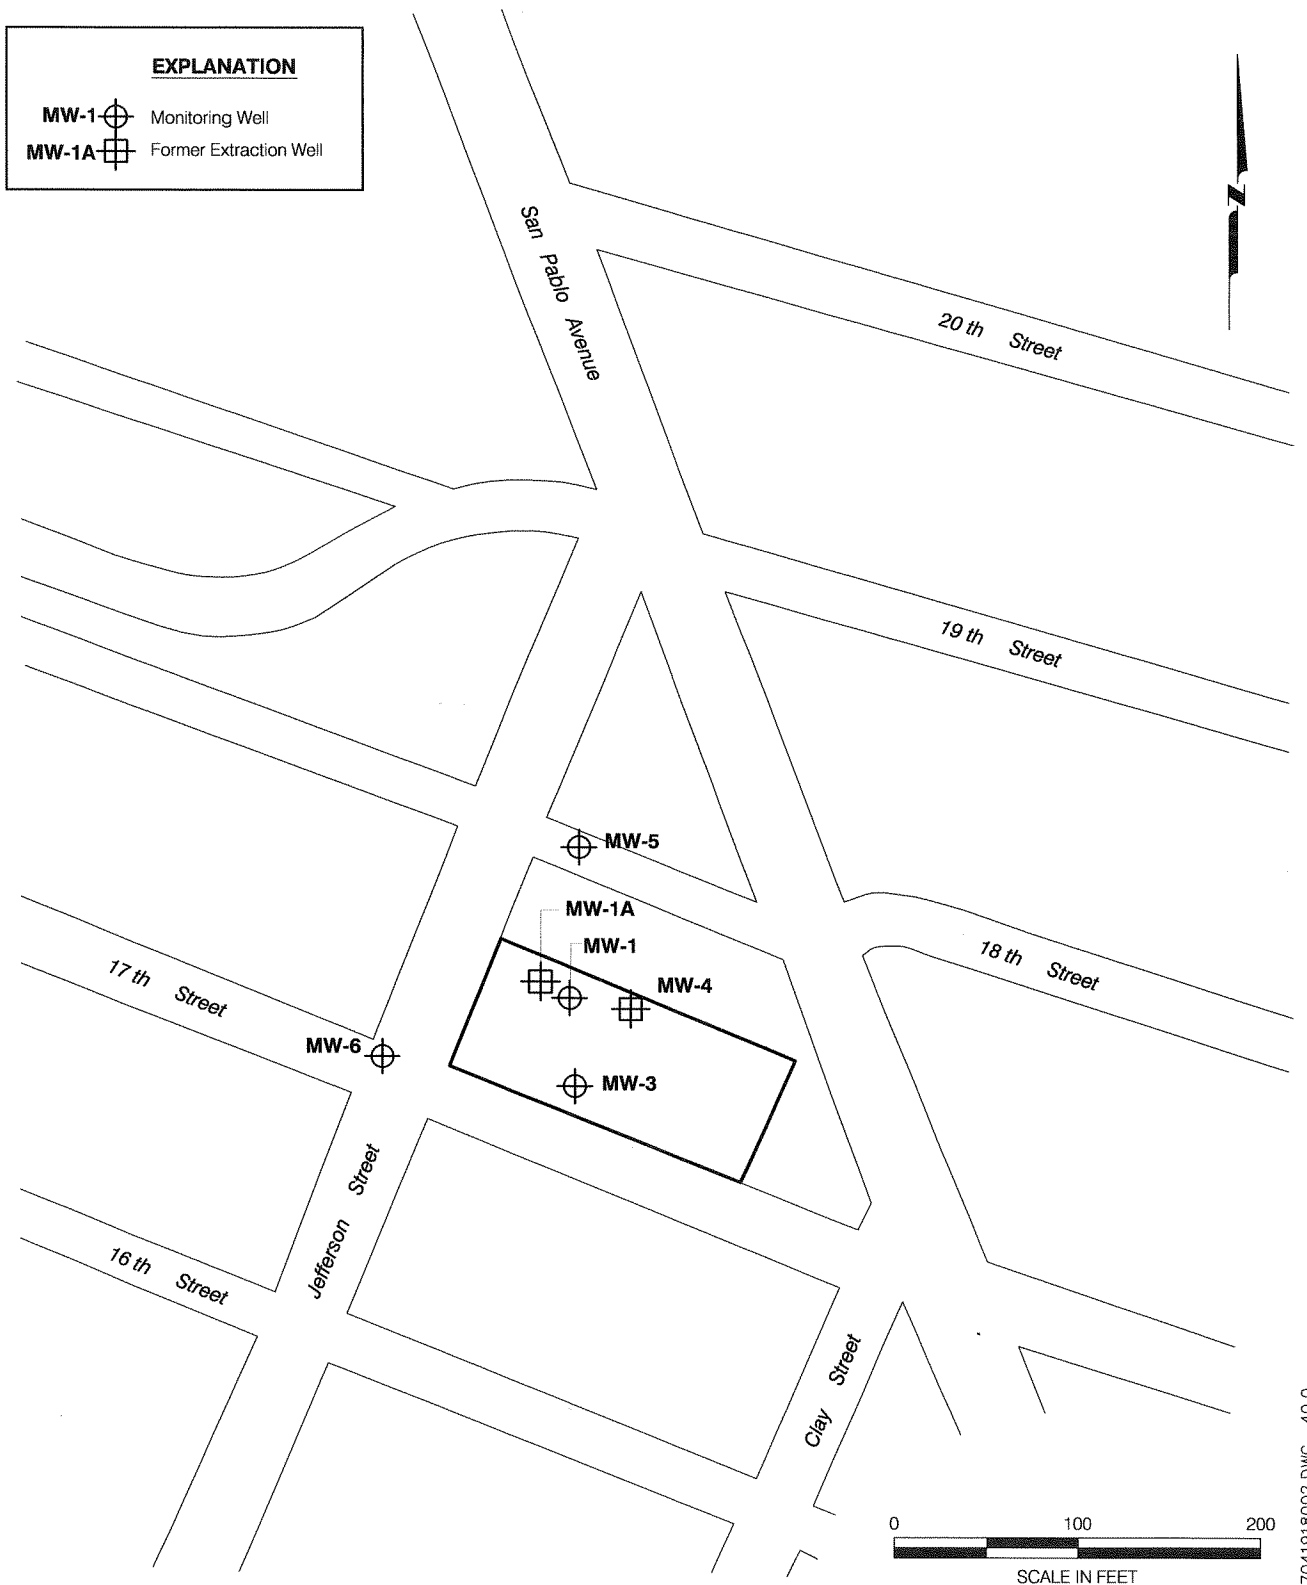 EXPLANATION
MW-1 Monitoring Well
MW-1A Former Extraction Well
N
San Pablo Avenue
20 th Street
19 th Street
MW-5
MW-1A
MW-1
18 th Street
MW-4
17 th Street
MW-6
MW-3
Jefferson Street
16 th Street
Clay Street
0 100 200
SCALE IN FEET